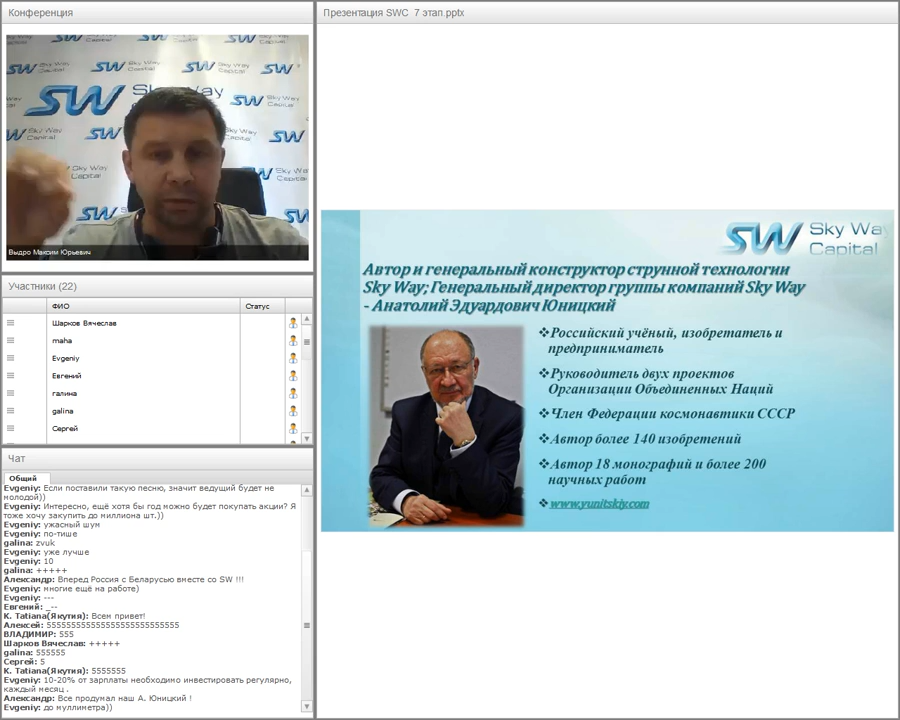 Конференция
SW Sky Way Capital
Выдро Максим Юрьевич
Участники (22)
ФИО
Статус
Шарков Вячеслав
maha
Evgeniy
Евгений
галина
galina
Сергей
Чат
Общий
Evgeniy: Если поставили такую песню, значит ведущий будет не
молодой))
Evgeniy: Интересно, ещё хотя бы год можно будет покупать акции? Я
тоже хочу закупить до миллиона шт.))
Evgeniy: ужасный шум
Evgeniy: по-тише
galina: zvuk
Evgeniy: уже лучше
Evgeniy: 10
galina: +++++
Александр: Вперед Россия с Беларусью вместе со SW !!!
Evgeniy: многие ещё на работе)
Evgeniy: ---
Евгений: _--
К. Tatiana(Якутия): Всем привет!
Алексей: 5555555555555555555555555555
ВЛАДИМИР: 555
Шарков Вячеслав: +++++
galina: 555555
Сергей: 5
К. Tatiana(Якутия): 5555555
Evgeniy: 10-20% от зарплаты необходимо инвестировать регулярно,
каждый месяц .
Александр: Все продумал наш А. Юницкий !
Evgeniy: до муллиметра))
Презентация SWC 7 этап.pptx
SW Sky Way
Capital
Автор и генеральный конструктор струнной технологии
Sky Way; Генеральный директор группы компаний Sky Way
- Анатолий Эдуардович Юницкий
❖Российский учёный, изобретатель и
предприниматель
❖Руководитель двух проектов
Организации Объединенных Наций
❖Член Федерации космонавтики СССР
❖Автор более 140 изобретений
❖Автор 18 монографий и более 200
научных работ
❖www.yunitskiy.com